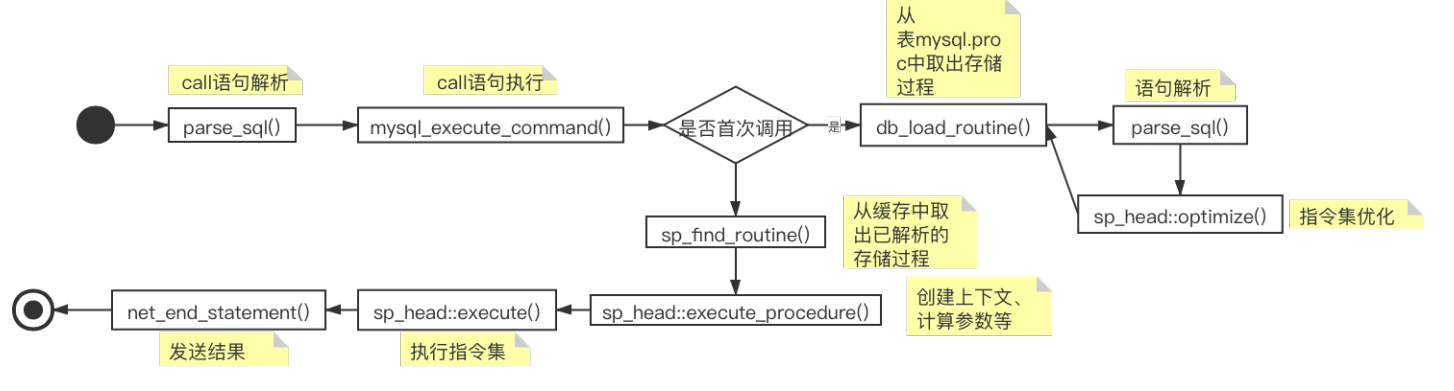 从
表mysql.pro
c中取出存储
过程
call语句解析
call语句执行
语句解析
parse_sql()
mysql_execute_command()
是否首次调用
是
db_load_routine()
parse_sql()
从缓存中取
出已解析的
存储过程
sp_find_routine()
sp_head::optimize()
指令集优化
创建上下文、
计算参数等
net_end_statement()
sp_head::execute()
sp_head::execute_procedure()
发送结果
执行指令集